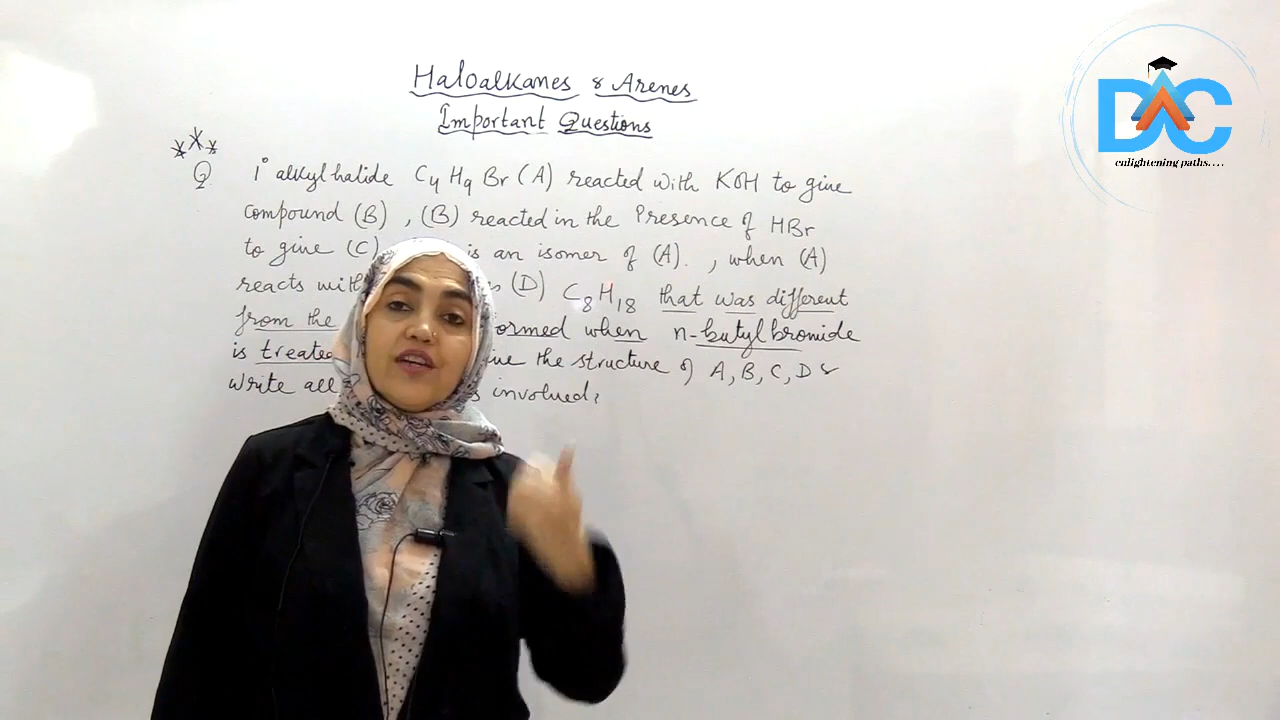 Haloalkanes & Arenes
Important Questions
Q 1° alkyl halide C4H9Br (A) reacted with KOH to give
compound (B), (B) reacted in the Presence of HBr
to give (C) is an isomer of (A). , when (A)
reacts with (D) C8H18 that was different
from the formed when n-butyl bromide
is treated the structure of A, B, C, D &
write all involved.
DAC
enlightening paths....